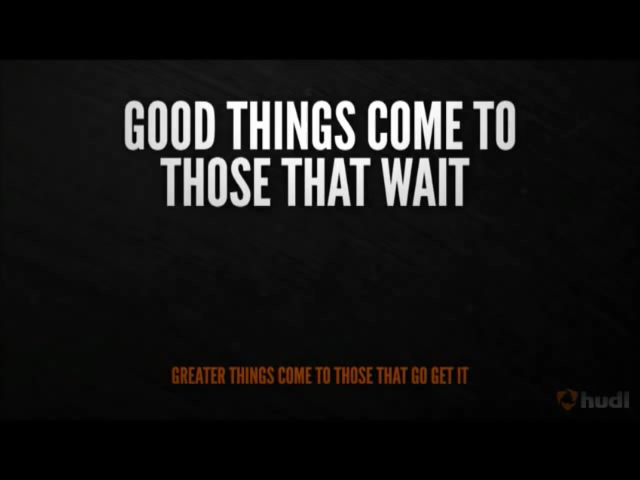 GOOD THINGS COME TO
THOSE THAT WAIT
GREATER THINGS COME TO THOSE THAT GO GET IT
hudl